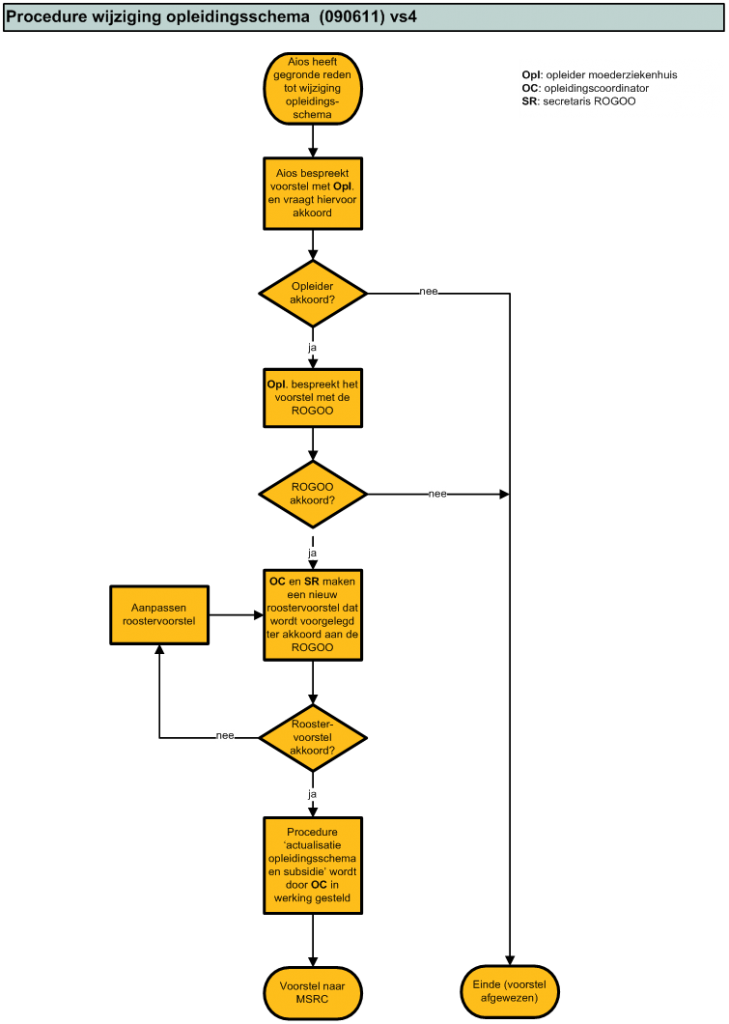 Procedure wijziging opleidingsschema (090611) vs4
Aios heeft
gegronde reden
tot wijziging
opleidings-
schema
Opl: opleider moederziekenhuis
OC: opleidingscoordinator
SR: secretaris ROGOO
Aios bespreekt
voorstel met Opl.
en vraagt hiervoor
akkoord
Opleider
akkoord?
nee
ja
Opl. bespreekt het
voorstel met de
ROGOO
ROGOO
akkoord?
nee
ja
OC en SR maken
een nieuw
roostervoorstel dat
wordt voorgelegd
ter akkoord aan de
ROGOO
Aanpassen
roostervoorstel
Rooster-
voorstel
akkoord?
nee
ja
Procedure
'actualisatie
opleidingsschema
en subsidie' wordt
door OC in
werking gesteld
Voorstel naar
MSRC
Einde (voorstel
afgewezen)